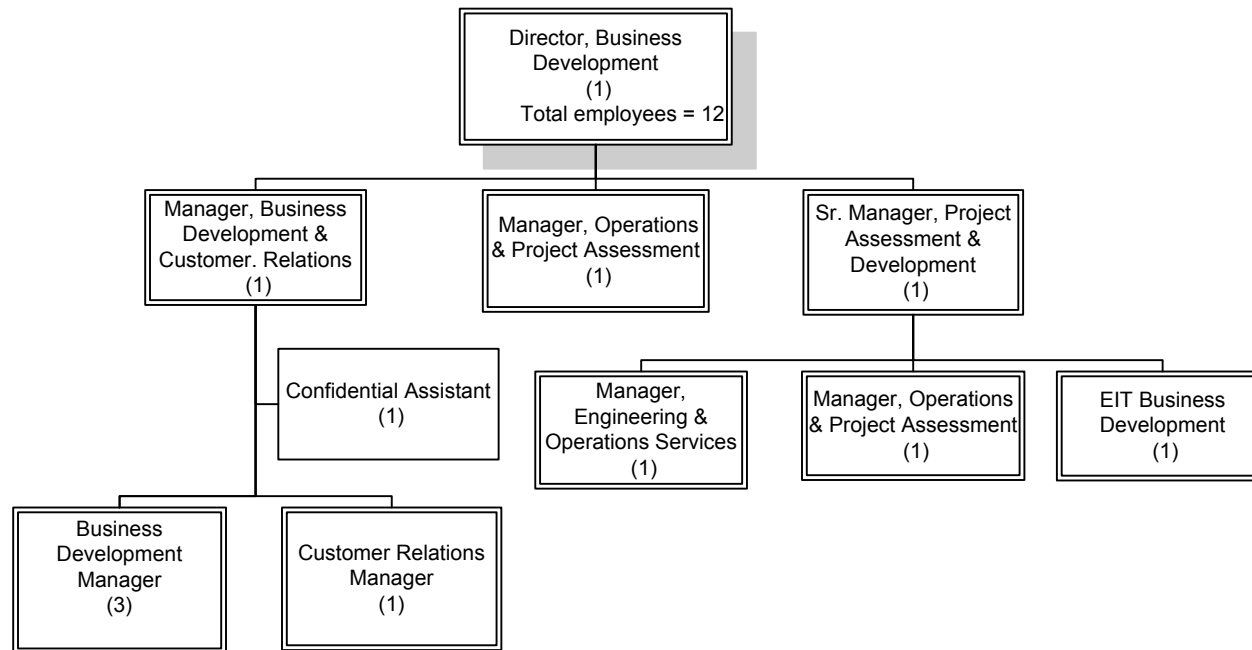 Director, Business
Development
(1)
Total employees = 12
Manager, Business
Development &
Customer. Relations
(1)
Manager, Operations
& Project Assessment
(1)
Sr. Manager, Project
Assessment &
Development
(1)
Confidential Assistant
(1)
Manager,
Engineering &
Operations Services
(1)
Manager, Operations
& Project Assessment
(1)
EIT Business
Development
(1)
Business
Development
Manager
(3)
Customer Relations
Manager
(1)